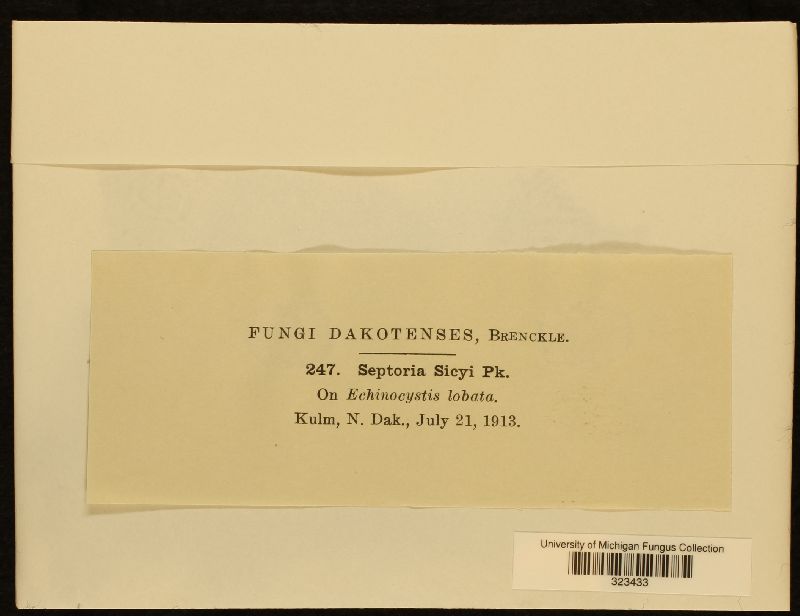 FUNGI DAKOTENSES, BRENCKLE.
247. Septoria Sicyi Pk.
On Echinocystis lobata.
Kulm, N. Dak., July 21, 1913.
University of Michigan Fungus Collection
323433